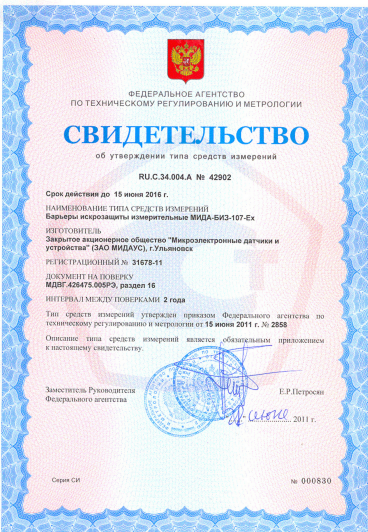 ФЕДЕРАЛЬНОЕ АГЕНТСТВО
ПО ТЕХНИЧЕСКОМУ РЕГУЛИРОВАНИЮ И МЕТРОЛОГИИ
СВИДЕТЕЛЬСТВО
об утверждении типа средств измерений
RU.C.34.004.A № 42902
Срок действия до 15 июня 2016 г.
НАИМЕНОВАНИЕ ТИПА СРЕДСТВ ИЗМЕРЕНИЙ
Барьеры искрозащиты измерительные МИДА-БИЗ-107-Ex
ИЗГОТОВИТЕЛЬ
Закрытое акционерное общество "Микроэлектронные датчики и
устройства" (ЗАО МИДАУС), г.Ульяновск
РЕГИСТРАЦИОННЫЙ № 31678-11
ДОКУМЕНТ НА ПОВЕРКУ
МДВГ.426475.005РЭ, раздел 16
ИНТЕРВАЛ МЕЖДУ ПОВЕРКАМИ 2 года
Тип средств измерений утвержден приказом Федерального агентства по
техническому регулированию и метрологии от 15 июня 2011 г. № 2858
Описание типа средств измерений является обязательным приложением
к настоящему свидетельству.
Заместитель Руководителя
Е.Р.Петросян
Федерального агентства
июня 2011 г.
Серия СИ
№ 000830